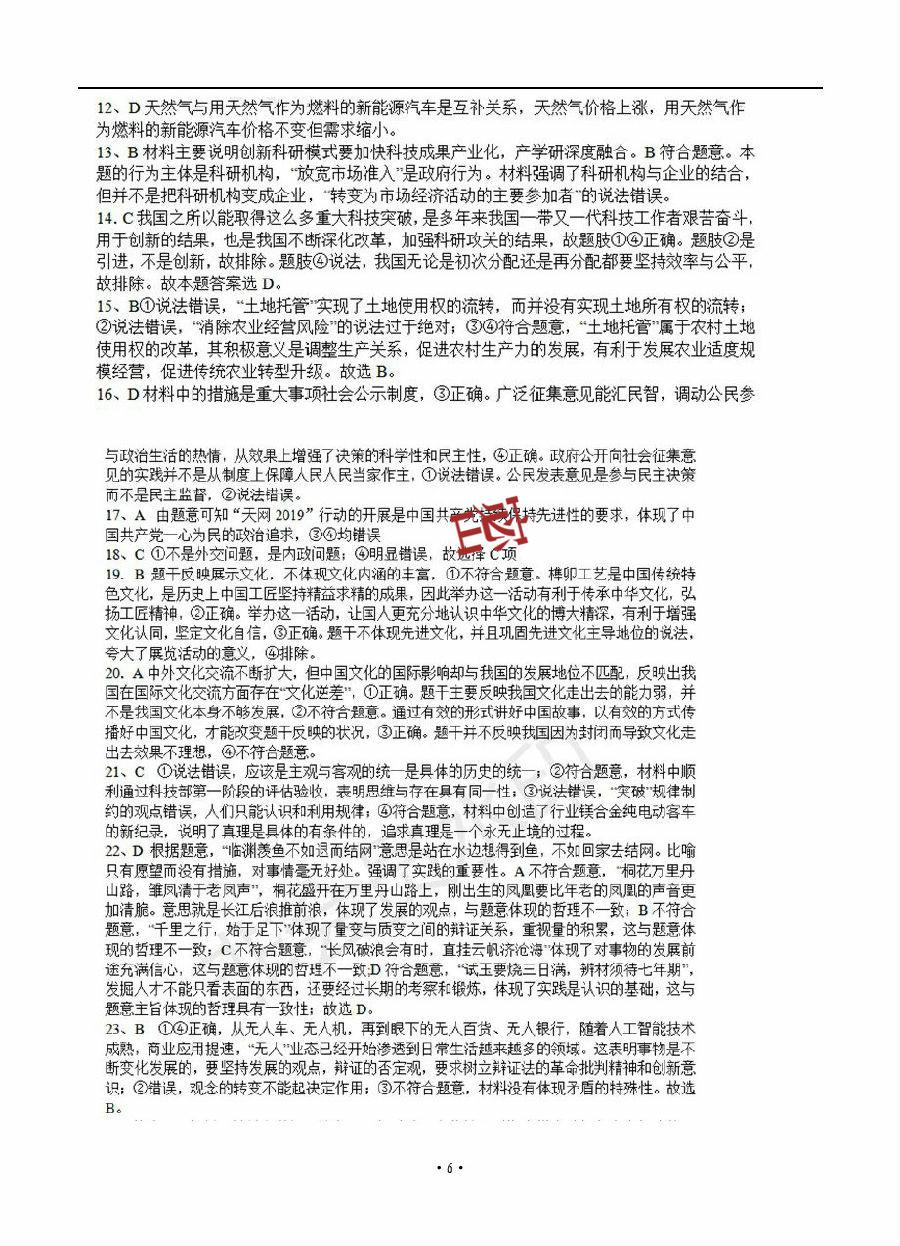 12、D 天然气与用天然气作为燃料的新能源汽车是互补关系，天然气价格上涨，用天然气作
为燃料的新能源汽车价格不变但需求缩小。
13、B 材料主要说明创新科研模式要加快科技成果产业化，产学研深度融合。B 符合题意。本
题的行为主体是科研机构，“放宽市场准入”是政府行为。材料强调了科研机构与企业的结合，
但并不是把科研机构变成企业，“转变为市场经济活动的主要参加者”的说法错误。
14. C 我国之所以能取得这么多重大科技突破，是多年来我国一带又一代科技工作者艰苦奋斗，
用于创新的结果，也是我国不断深化改革，加强科研攻关的结果，故题肢①④正确。题肢②是
引进，不是创新，故排除。题肢④说法，我国无论是初次分配还是再分配都要坚持效率与公平，
故排除。故本题答案选 D。
15、B①说法错误，“土地托管”实现了土地使用权的流转，而并没有实现土地所有权的流转；
②说法错误，“消除农业经营风险”的说法过于绝对；③④符合题意，“土地托管”属于农村土地
使用权的改革，其积极意义是调整生产关系，促进农村生产力的发展，有利于发展农业适度规
模经营，促进传统农业转型升级。故选 B。
16、D 材料中的措施是重大事项社会公示制度，③正确。广泛征集意见能汇民智，调动公民参
与政治生活的热情，从效果上增强了决策的科学性和民主性，④正确。政府公开向社会征集意
见的实践并不是从制度上保障人民人民当家作主，①说法错误。公民发表意见是参与民主决策
而不是民主监督，②说法错误。
17、A 由题意可知“天网 2019”行动的开展是中国共产党持续保持先进性的要求，体现了中
国共产党一心为民的政治追求，③④均错误
18、C ①不是外交问题，是内政问题；④明显错误，故选择 C 项
19. B 题干反映展示文化，不体现文化内涵的丰富，①不符合题意。榫卯工艺是中国传统特
色文化，是历史上中国工匠坚持精益求精的成果，因此举办这一活动有利于传承中华文化，弘
扬工匠精神，②正确。举办这一活动，让国人更充分地认识中华文化的博大精深，有利于增强
文化认同，坚定文化自信，③正确。题干不体现先进文化，并且巩固先进文化主导地位的说法，
夸大了展览活动的意义，④排除。
20. A 中外文化交流不断扩大，但中国文化的国际影响却与我国的发展地位不匹配，反映出我
国在国际文化交流方面存在“文化逆差”，①正确。题干主要反映我国文化走出去的能力弱，并
不是我国文化本身不够发展，②不符合题意。通过有效的形式讲好中国故事，以有效的方式传
播好中国文化，才能改变题干反映的状况，③正确。题干并不反映我国因为封闭而导致文化走
出去效果不理想，④不符合题意。
21、C ①说法错误，应该是主观与客观的统一是具体的历史的统一；②符合题意，材料中顺
利通过科技部第一阶段的评估验收，表明思维与存在具有同一性；③说法错误，“突破”规律制
约的观点错误，人们只能认识和利用规律；④符合题意，材料中创造了行业镁合金纯电动客车
的新纪录，说明了真理是具体的有条件的，追求真理是一个永无止境的过程。
22、D 根据题意，“临渊羡鱼不如退而结网”意思是站在水边想得到鱼，不如回家去结网。比喻
只有愿望而没有措施，对事情毫无好处。强调了实践的重要性。A 不符合题意，“桐花万里丹
山路，雏凤清于老凤声”，桐花盛开在万里丹山路上，刚出生的凤凰要比年老的凤凰的声音更
加清脆。意思就是长江后浪推前浪，体现了发展的观点，与题意体现的哲理不一致；B 不符合
题意，“千里之行，始于足下”体现了量变与质变之间的辩证关系，重视量的积累，这与题意体
现的哲理不一致；C 不符合题意，“长风破浪会有时，直挂云帆济沧海”体现了对事物的发展前
途充满信心，这与题意体现的哲理不一致；D 符合题意，“试玉要烧三日满，辨材须待七年期”，
发掘人才不能只看表面的东西，还要经过长期的考察和锻炼，体现了实践是认识的基础，这与
题意主旨体现的哲理具有一致性；故选 D。
23、B ①④正确，从无人车、无人机，再到眼下的无人百货、无人银行，随着人工智能技术
成熟，商业应用提速，“无人”业态已经开始渗透到日常生活越来越多的领域。这表明事物是不
断变化发展的，要坚持发展的观点，辩证的否定观，要求树立辩证法的革命批判精神和创新意
识；②错误，观念的转变不能起决定作用；③不符合题意，材料没有体现矛盾的特殊性。故选
B。
• 6 •